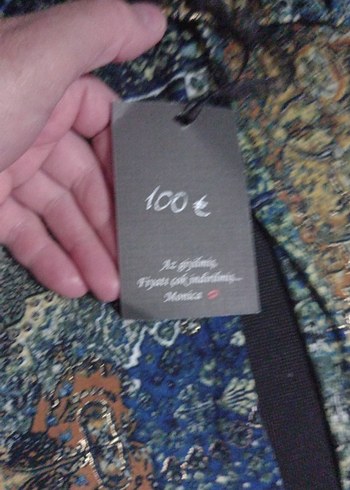 100 €
Az giyilmiş,
Fiyatı çok indirilmiş...
Monica